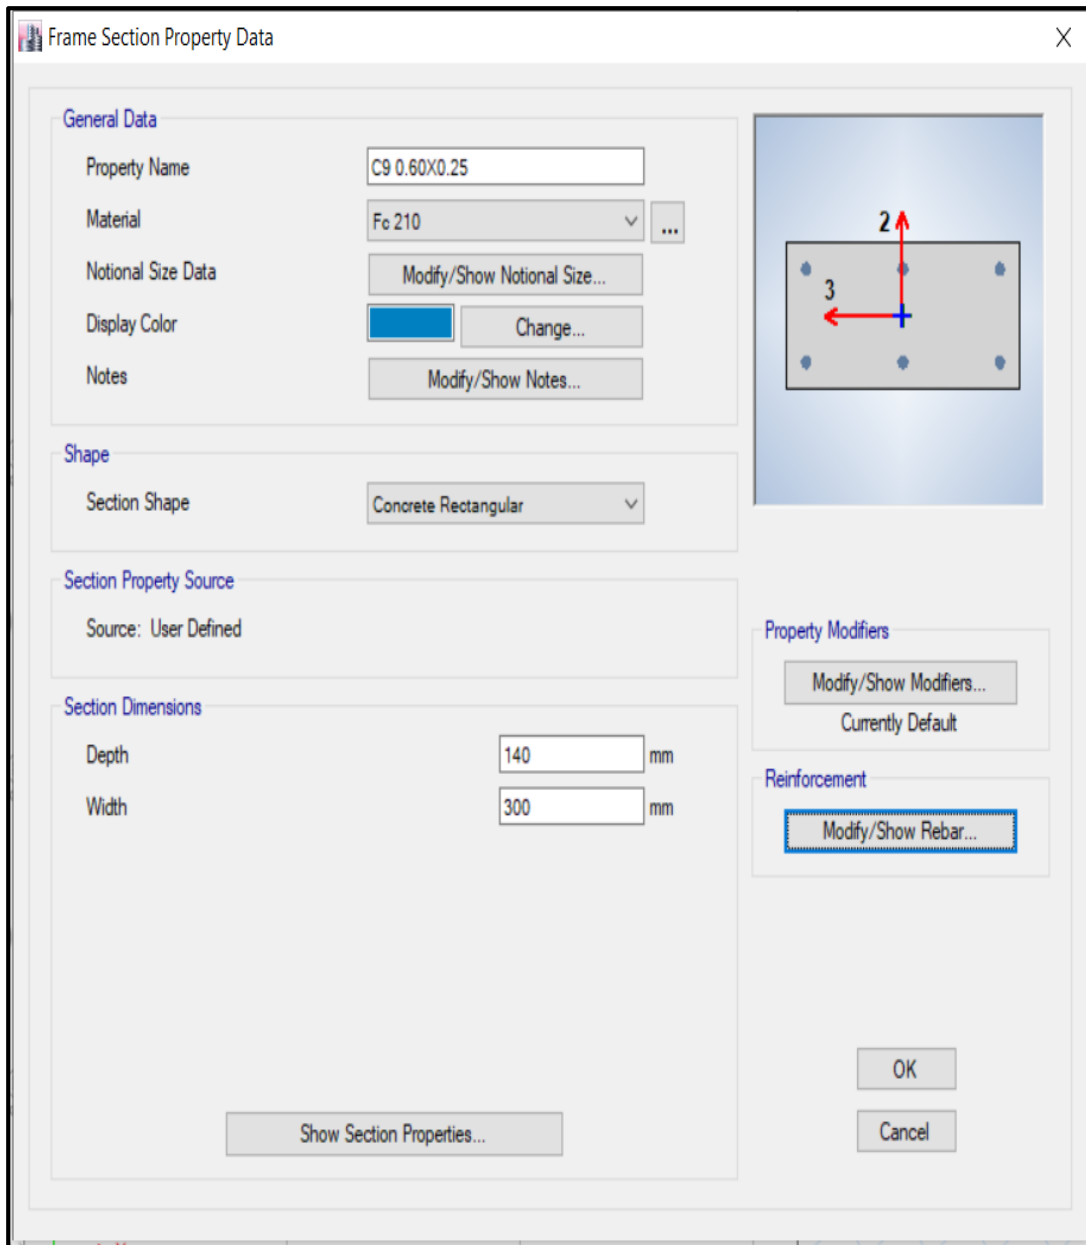 Frame Section Property Data
General Data
Property Name
C9 0.60X0.25
Material
Fc 210
...
Notional Size Data
Modify/Show Notional Size...
Display Color
Change...
Notes
Modify/Show Notes...
2
3
Shape
Section Shape
Concrete Rectangular
Section Property Source
Source: User Defined
Property Modifiers
Modify/Show Modifiers...
Currently Default
Section Dimensions
Depth
140
mm
Width
300
mm
Reinforcement
Modify/Show Rebar...
Show Section Properties...
OK
Cancel